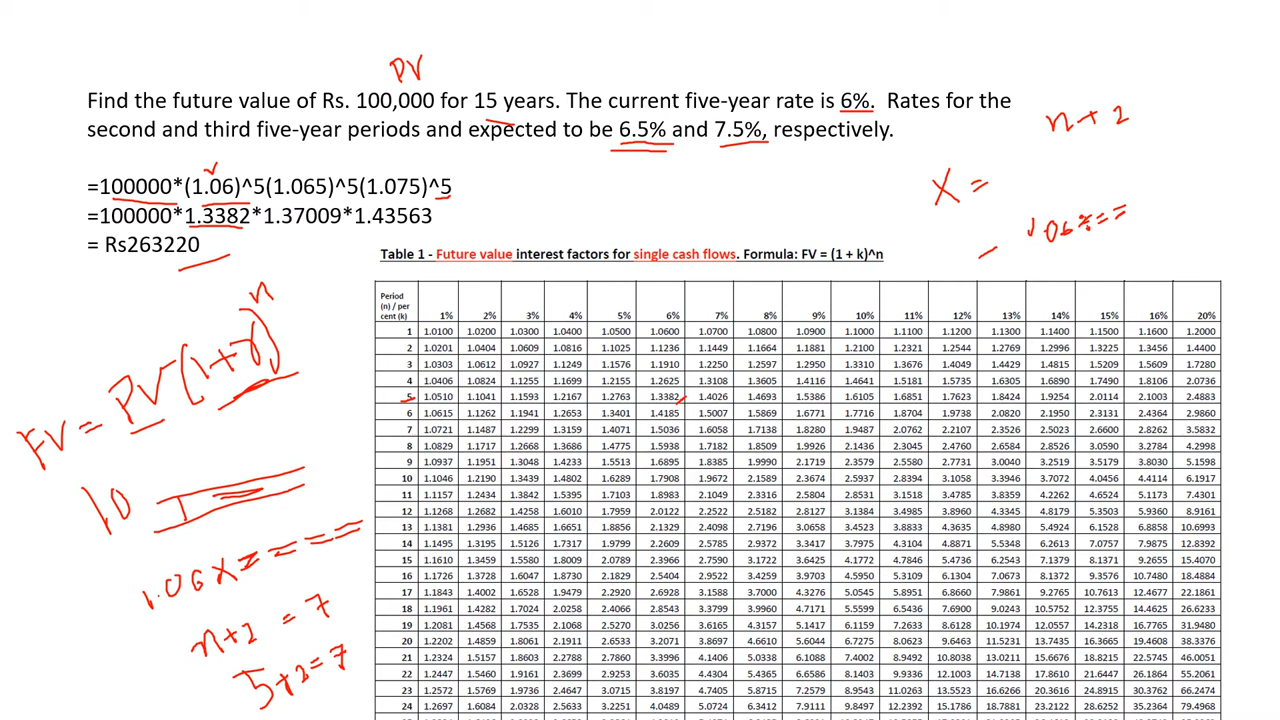 PV
Find the future value of Rs. 100,000 for 15 years. The current five-year rate is 6%. Rates for the
second and third five-year periods and expected to be 6.5% and 7.5%, respectively.
n+2
=100000*(1.06)^5(1.065)^5(1.075)^5
X =
=100000*1.3382*1.37009*1.43563
= Rs263220
Table 1 - Future value interest factors for single cash flows. Formula: FV = (1 + k)^n
Period (n) / per cent (k) 1% 2% 3% 4% 5% 6% 7% 8% 9% 10% 11% 12% 13% 14% 15% 16% 20%
1 1.0100 1.0200 1.0300 1.0400 1.0500 1.0600 1.0700 1.0800 1.0900 1.1000 1.1100 1.1200 1.1300 1.1400 1.1500 1.1600 1.2000
2 1.0201 1.0404 1.0609 1.0816 1.1025 1.1236 1.1449 1.1664 1.1881 1.2100 1.2321 1.2544 1.2769 1.2996 1.3225 1.3456 1.4400
3 1.0303 1.0612 1.0927 1.1249 1.1576 1.1910 1.2250 1.2597 1.2950 1.3310 1.3676 1.4049 1.4429 1.4815 1.5209 1.5609 1.7280
4 1.0406 1.0824 1.1255 1.1699 1.2155 1.2625 1.3108 1.3605 1.4116 1.4641 1.5181 1.5735 1.6305 1.6890 1.7490 1.8106 2.0736
5 1.0510 1.1041 1.1593 1.2167 1.2763 1.3382 1.4026 1.4693 1.5386 1.6105 1.6851 1.7623 1.8424 1.9254 2.0114 2.1003 2.4883
6 1.0615 1.1262 1.1941 1.2653 1.3401 1.4185 1.5007 1.5869 1.6771 1.7716 1.8704 1.9738 2.0820 2.1950 2.3131 2.4364 2.9860
7 1.0721 1.1487 1.2299 1.3159 1.4071 1.5036 1.6058 1.7138 1.8280 1.9487 2.0762 2.2107 2.3526 2.5023 2.6600 2.8262 3.5832
8 1.0829 1.1717 1.2668 1.3686 1.4775 1.5938 1.7182 1.8509 1.9926 2.1436 2.3045 2.4760 2.6584 2.8526 3.0590 3.2784 4.2998
9 1.0937 1.1951 1.3048 1.4233 1.5513 1.6895 1.8385 1.9990 2.1719 2.3579 2.5580 2.7731 3.0040 3.2519 3.5179 3.8030 5.1598
10 1.1046 1.2190 1.3439 1.4802 1.6289 1.7908 1.9672 2.1589 2.3674 2.5937 2.8394 3.1058 3.3946 3.7072 4.0456 4.4114 6.1917
11 1.1157 1.2434 1.3842 1.5395 1.7103 1.8983 2.1049 2.3316 2.5804 2.8531 3.1518 3.4785 3.8359 4.2262 4.6524 5.1173 7.4301
12 1.1268 1.2682 1.4258 1.6010 1.7959 2.0122 2.2522 2.5182 2.8127 3.1384 3.4985 3.8960 4.3345 4.8179 5.3503 5.9360 8.9161
13 1.1381 1.2936 1.4685 1.6651 1.8856 2.1329 2.4098 2.7196 3.0658 3.4523 3.8833 4.3635 4.8980 5.4924 6.1528 6.8858 10.6993
14 1.1495 1.3195 1.5126 1.7317 1.9799 2.2609 2.5785 2.9372 3.3417 3.7975 4.3104 4.8871 5.5348 6.2613 7.0757 7.9875 12.8392
15 1.1610 1.3459 1.5580 1.8009 2.0789 2.3966 2.7590 3.1722 3.6425 4.1772 4.7846 5.4736 6.2543 7.1379 8.1371 9.2655 15.4070
16 1.1726 1.3728 1.6047 1.8730 2.1829 2.5404 2.9522 3.4259 3.9703 4.5950 5.3109 6.1304 7.0673 8.1372 9.3576 10.7480 18.4884
17 1.1843 1.4002 1.6528 1.9479 2.2920 2.6928 3.1588 3.7000 4.3276 5.0545 5.8951 6.8660 7.9861 9.2765 10.7613 12.4677 22.1861
18 1.1961 1.4282 1.7024 2.0258 2.4066 2.8543 3.3799 3.9960 4.7171 5.5599 6.5436 7.6900 9.0243 10.5752 12.3755 14.4625 26.6233
19 1.2081 1.4568 1.7535 2.1068 2.5270 3.0256 3.6165 4.3157 5.1417 6.1159 7.2633 8.6128 10.1974 12.0557 14.2318 16.7765 31.9480
20 1.2202 1.4859 1.8061 2.1911 2.6533 3.2071 3.8697 4.6610 5.6044 6.7275 8.0623 9.6463 11.5231 13.7435 16.3665 19.4608 38.3376
21 1.2324 1.5157 1.8603 2.2788 2.7860 3.3996 4.1406 5.0338 6.1088 7.4002 8.9492 10.8038 13.0211 15.6676 18.8215 22.5745 46.0051
22 1.2447 1.5460 1.9161 2.3699 2.9253 3.6035 4.4304 5.4365 6.6586 8.1403 9.9336 12.1003 14.7138 17.8610 21.6447 26.1864 55.2061
23 1.2572 1.5769 1.9736 2.4647 3.0715 3.8197 4.7405 5.8715 7.2579 8.9543 11.0263 13.5523 16.6266 20.3616 24.8915 30.3762 66.2474
24 1.2697 1.6084 2.0328 2.5633 3.2251 4.0489 5.0724 6.3412 7.9111 9.8497 12.2392 15.1786 18.7881 23.2122 28.6252 35.2364 79.4968
FV = PV(1+r)^n
10
1.06 X = = = = =
n+2 = 7
5+2=7